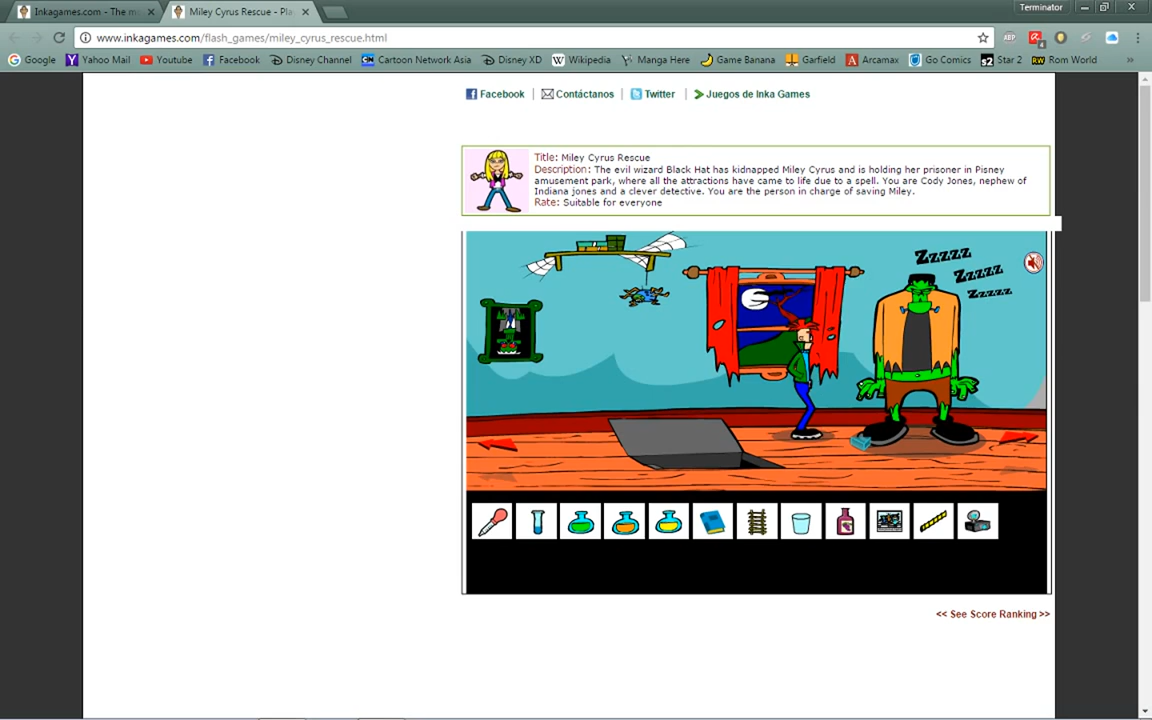 Terminator
Inkagames.com - The m
Miley Cyrus Rescue - Pla
www.inkagames.com/flash_games/miley_cyrus_rescue.html
ABP
4
Google Yahoo Mail Youtube Facebook Disney Channel Cartoon Network Asia Disney XD Wikipedia Manga Here Game Banana Garfield Arcamax Go Comics Star 2 Rom World »
Facebook | Contáctanos | Twitter | Juegos de Inka Games
Title: Miley Cyrus Rescue
Description: The evil wizard Black Hat has kidnapped Miley Cyrus and is holding her prisoner in Pisney
amusement park, where all the attractions have came to life due to a spell. You are Cody Jones, nephew of
Indiana jones and a clever detective. You are the person in charge of saving Miley.
Rate: Suitable for everyone
Zzzzz
Zzzzz
Zzzzz
<< See Score Ranking >>